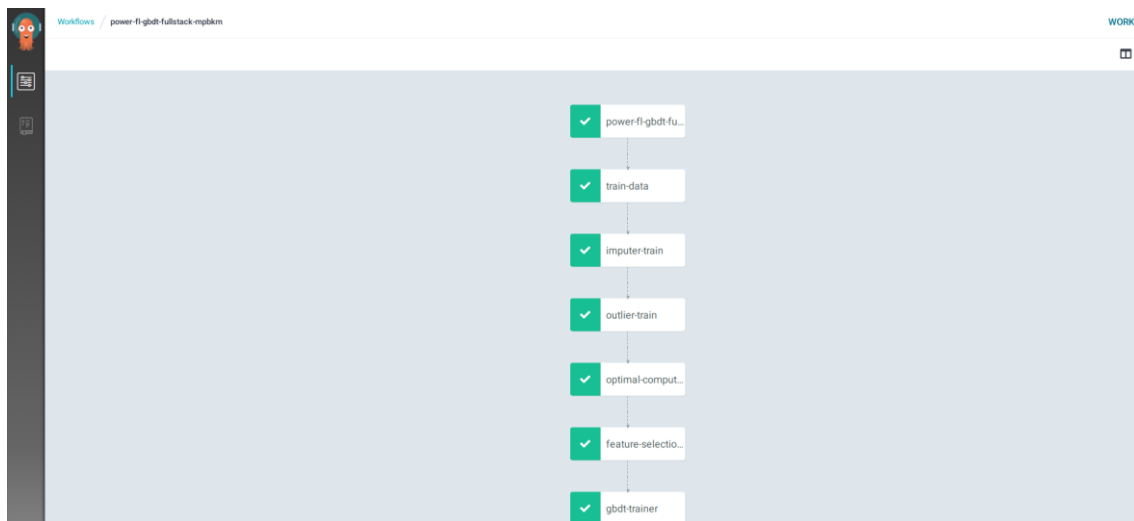 Workflows / power-fl-gbdt-fullstack-mpbkm
WORK
power-fl-gbdt-fu...
train-data
imputer-train
outlier-train
optimal-comput...
feature-selectio...
gbdt-trainer